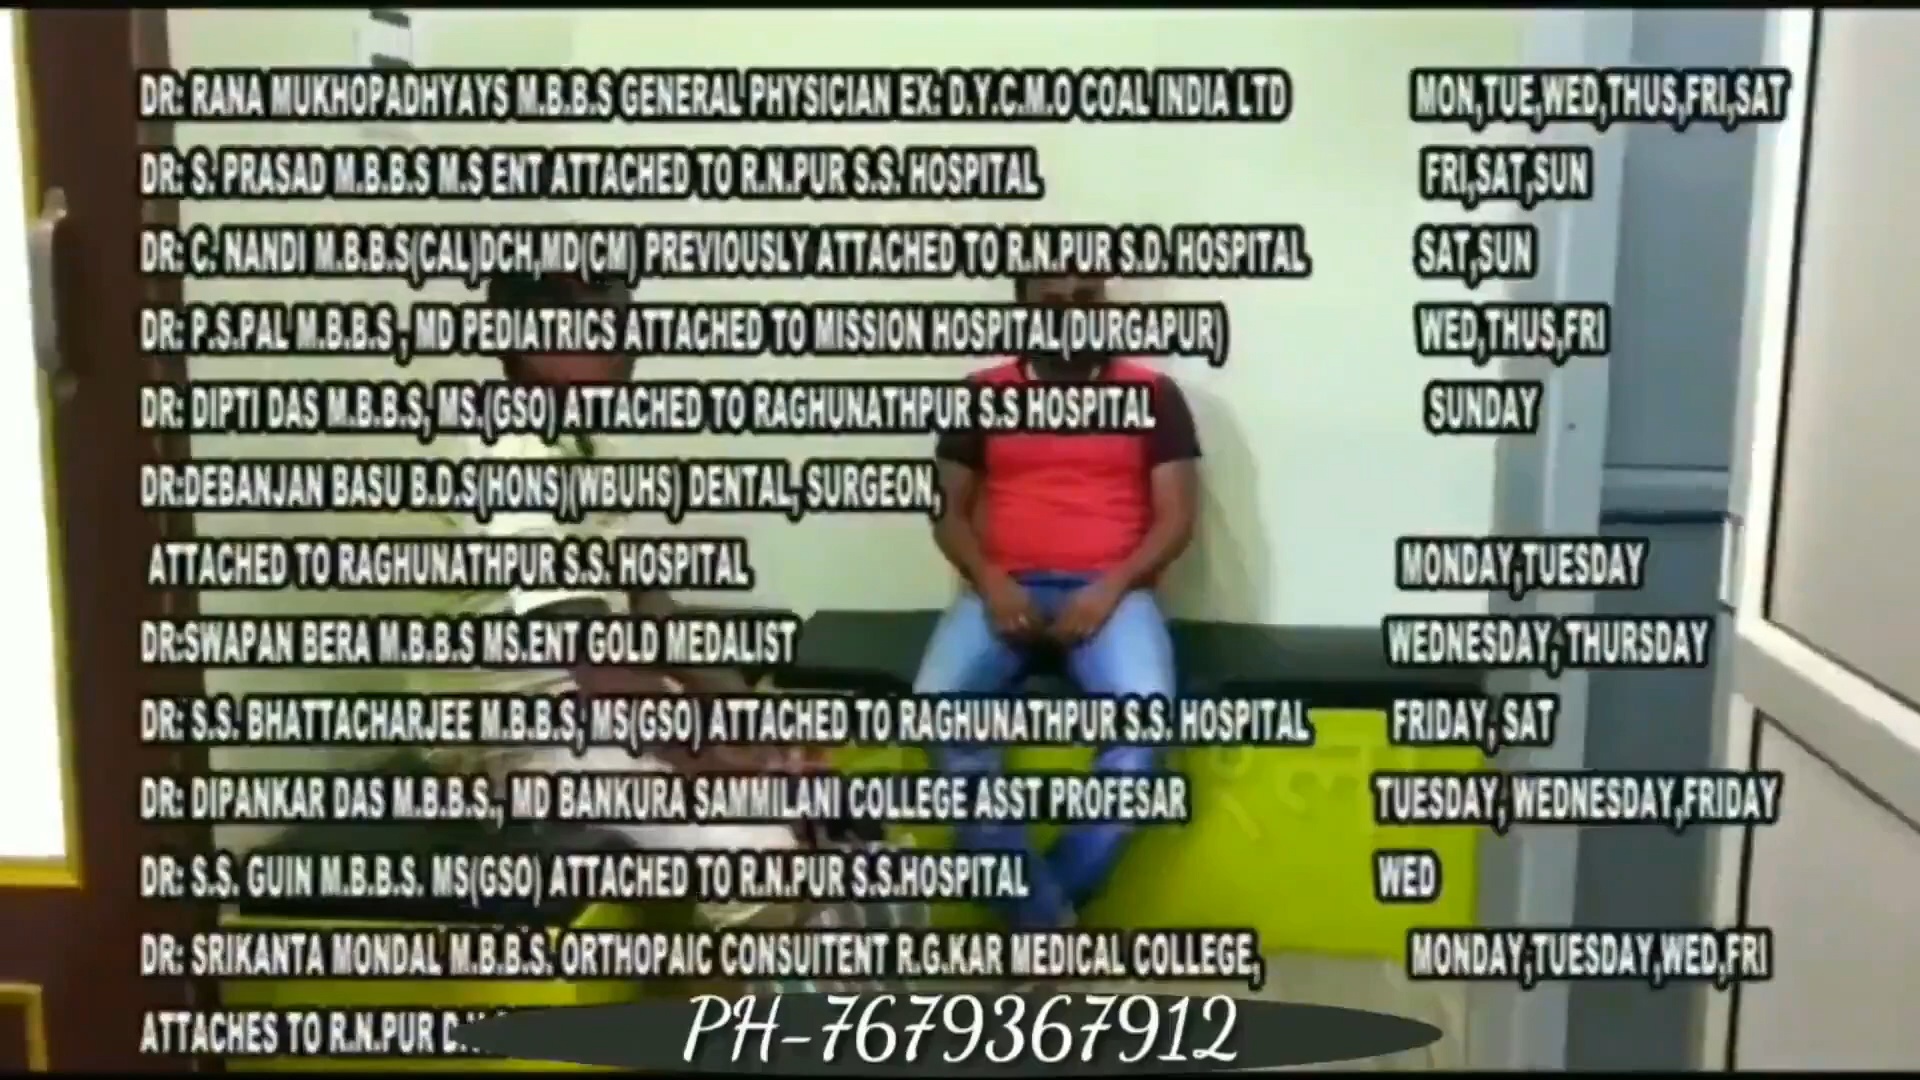 DR: RANA MUKHOPADHYAYS M.B.B.S GENERAL PHYSICIAN EX: D.Y.C.M.O COAL INDIA LTD MON,TUE,WED,THUS,FRI,SAT
DR: S. PRASAD M.B.B.S M.S ENT ATTACHED TO R.N.PUR S.S. HOSPITAL FRI,SAT,SUN
DR: C. NANDI M.B.B.S(CAL)DCH,MD(CM) PREVIOUSLY ATTACHED TO R.N.PUR S.D. HOSPITAL SAT,SUN
DR: P.S.PAL M.B.B.S , MD PEDIATRICS ATTACHED TO MISSION HOSPITAL(DURGAPUR) WED,THUS,FRI
DR: DIPTI DAS M.B.B.S, MS.(GSO) ATTACHED TO RAGHUNATHPUR S.S HOSPITAL SUNDAY
DR:DEBANJAN BASU B.D.S(HONS)(WBUHS) DENTAL, SURGEON,
ATTACHED TO RAGHUNATHPUR S.S. HOSPITAL MONDAY,TUESDAY
DR:SWAPAN BERA M.B.B.S MS.ENT GOLD MEDALIST WEDNESDAY, THURSDAY
DR: S.S. BHATTACHARJEE M.B.B.S, MS(GSO) ATTACHED TO RAGHUNATHPUR S.S. HOSPITAL FRIDAY, SAT
DR: DIPANKAR DAS M.B.B.S., MD BANKURA SAMMILANI COLLEGE ASST PROFESAR TUESDAY, WEDNESDAY,FRIDAY
DR: S.S. GUIN M.B.B.S. MS(GSO) ATTACHED TO R.N.PUR S.S.HOSPITAL WED
DR: SRIKANTA MONDAL M.B.B.S. ORTHOPAIC CONSUITENT R.G.KAR MEDICAL COLLEGE, MONDAY,TUESDAY,WED,FRI
ATTACHES TO R.N.PUR
PH-7679367912